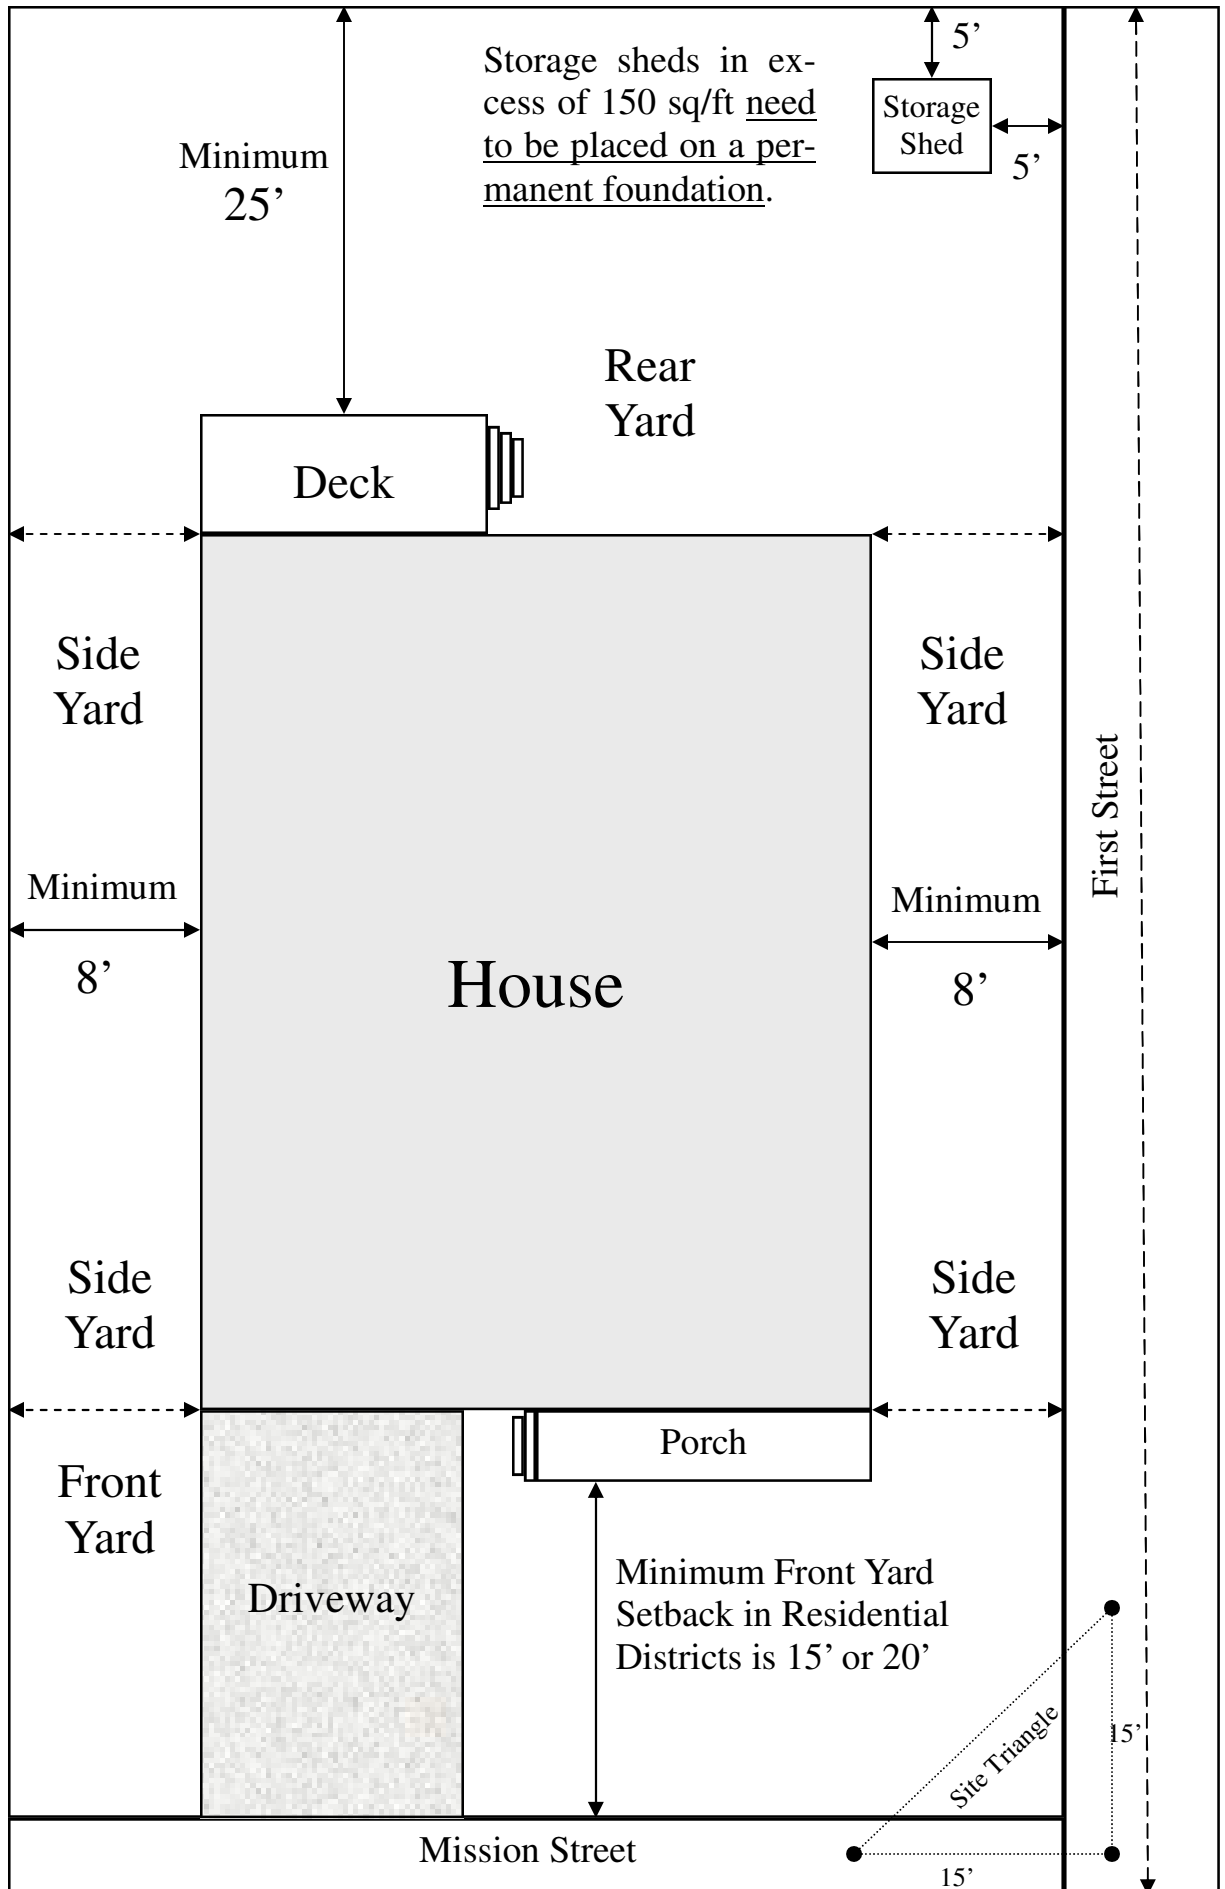 5’
Storage sheds in ex-
cess of 150 sq/ft need
to be placed on a per-
manent foundation.
Storage
Shed
5’
Minimum
25’
Rear
Yard
Deck
Side
Yard
Side
Yard
First Street
Minimum
8’
House
Minimum
8’
Side
Yard
Side
Yard
Porch
Front
Yard
Driveway
Minimum Front Yard
Setback in Residential
Districts is 15’ or 20’
Site Triangle
15’
Mission Street
15’